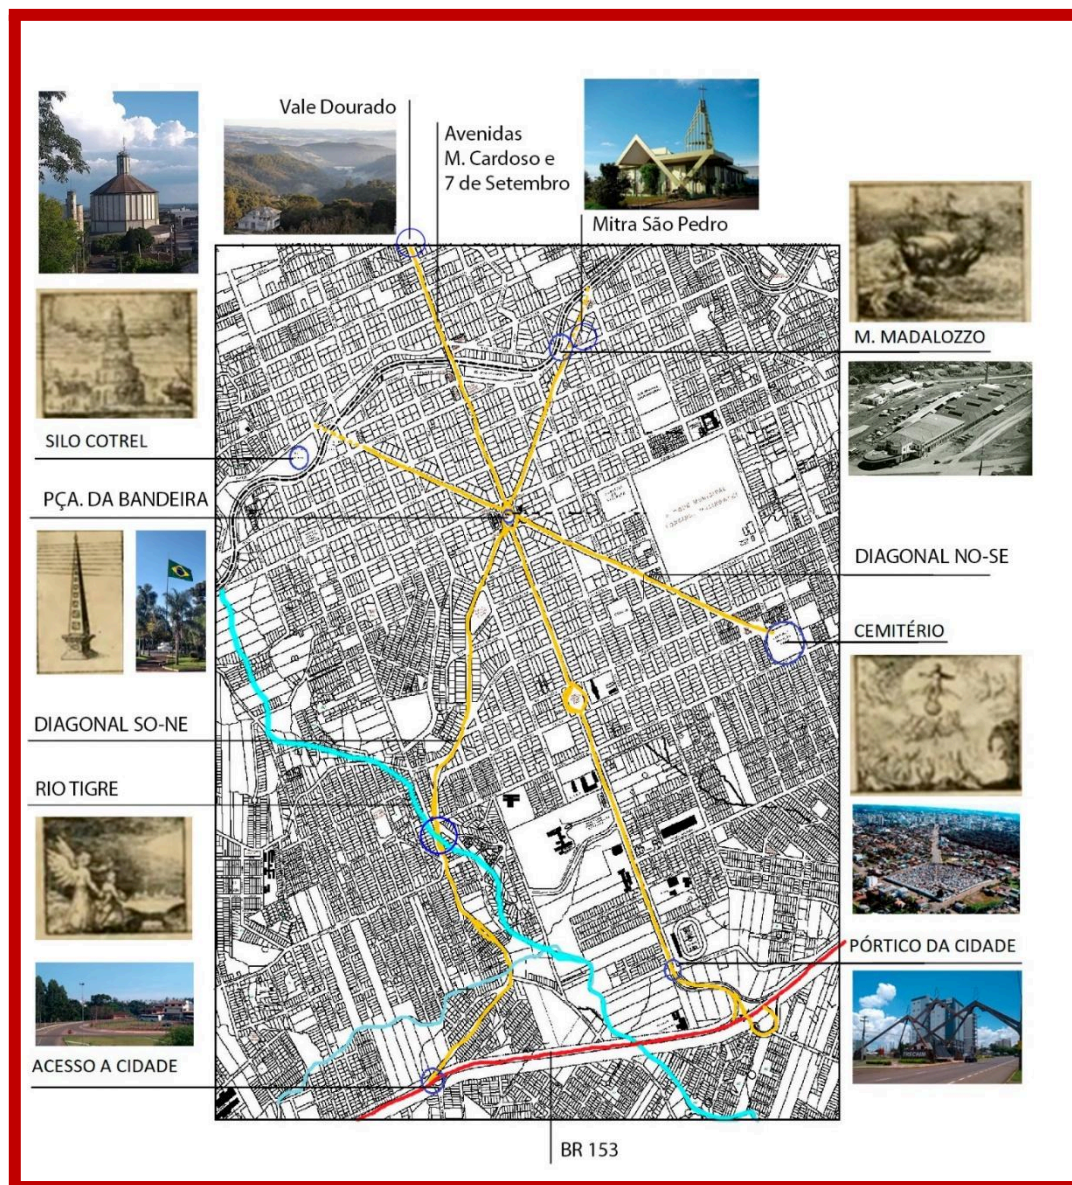 Vale Dourado
Avenidas
M. Cardoso e
7 de Setembro
Mitra São Pedro
M. MADALOZZO
SILO COTREL
PÇA. DA BANDEIRA
DIAGONAL NO-SE
CEMITÉRIO
DIAGONAL SO-NE
RIO TIGRE
PÓRTICO DA CIDADE
ACESSO A CIDADE
ERECHIM
BR 153